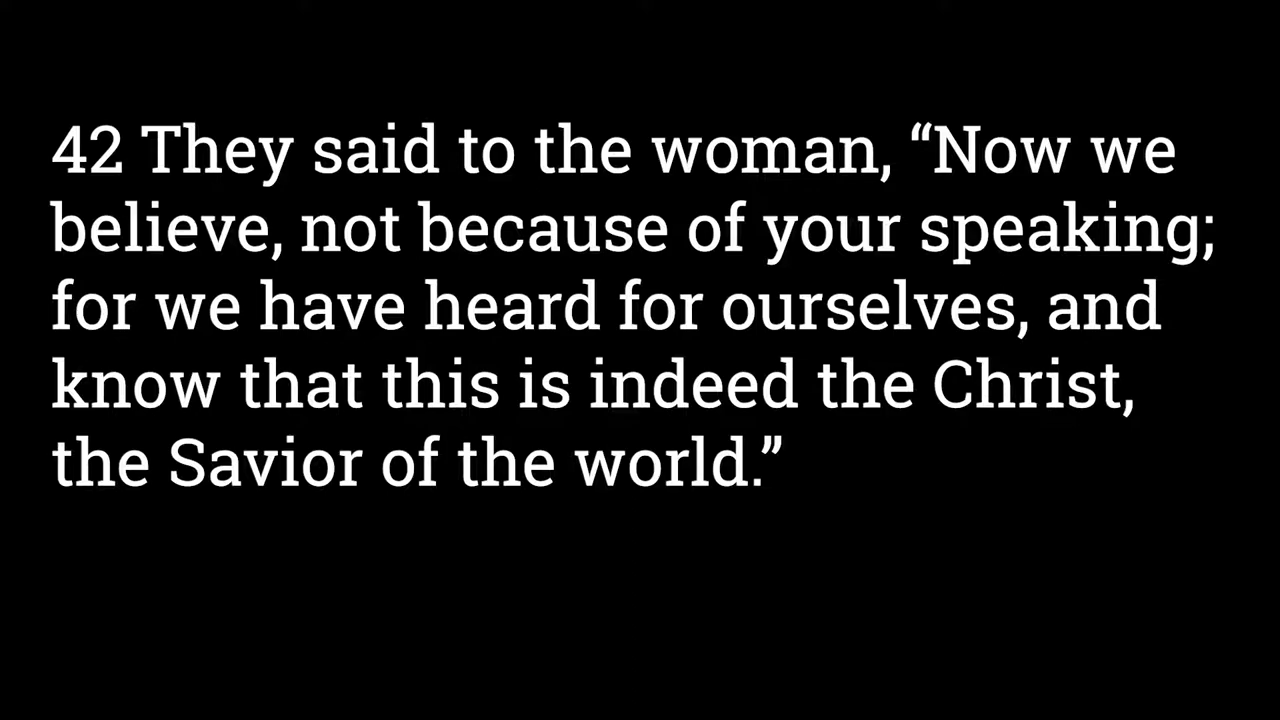 42 They said to the woman, “Now we
believe, not because of your speaking;
for we have heard for ourselves, and
know that this is indeed the Christ,
the Savior of the world.”